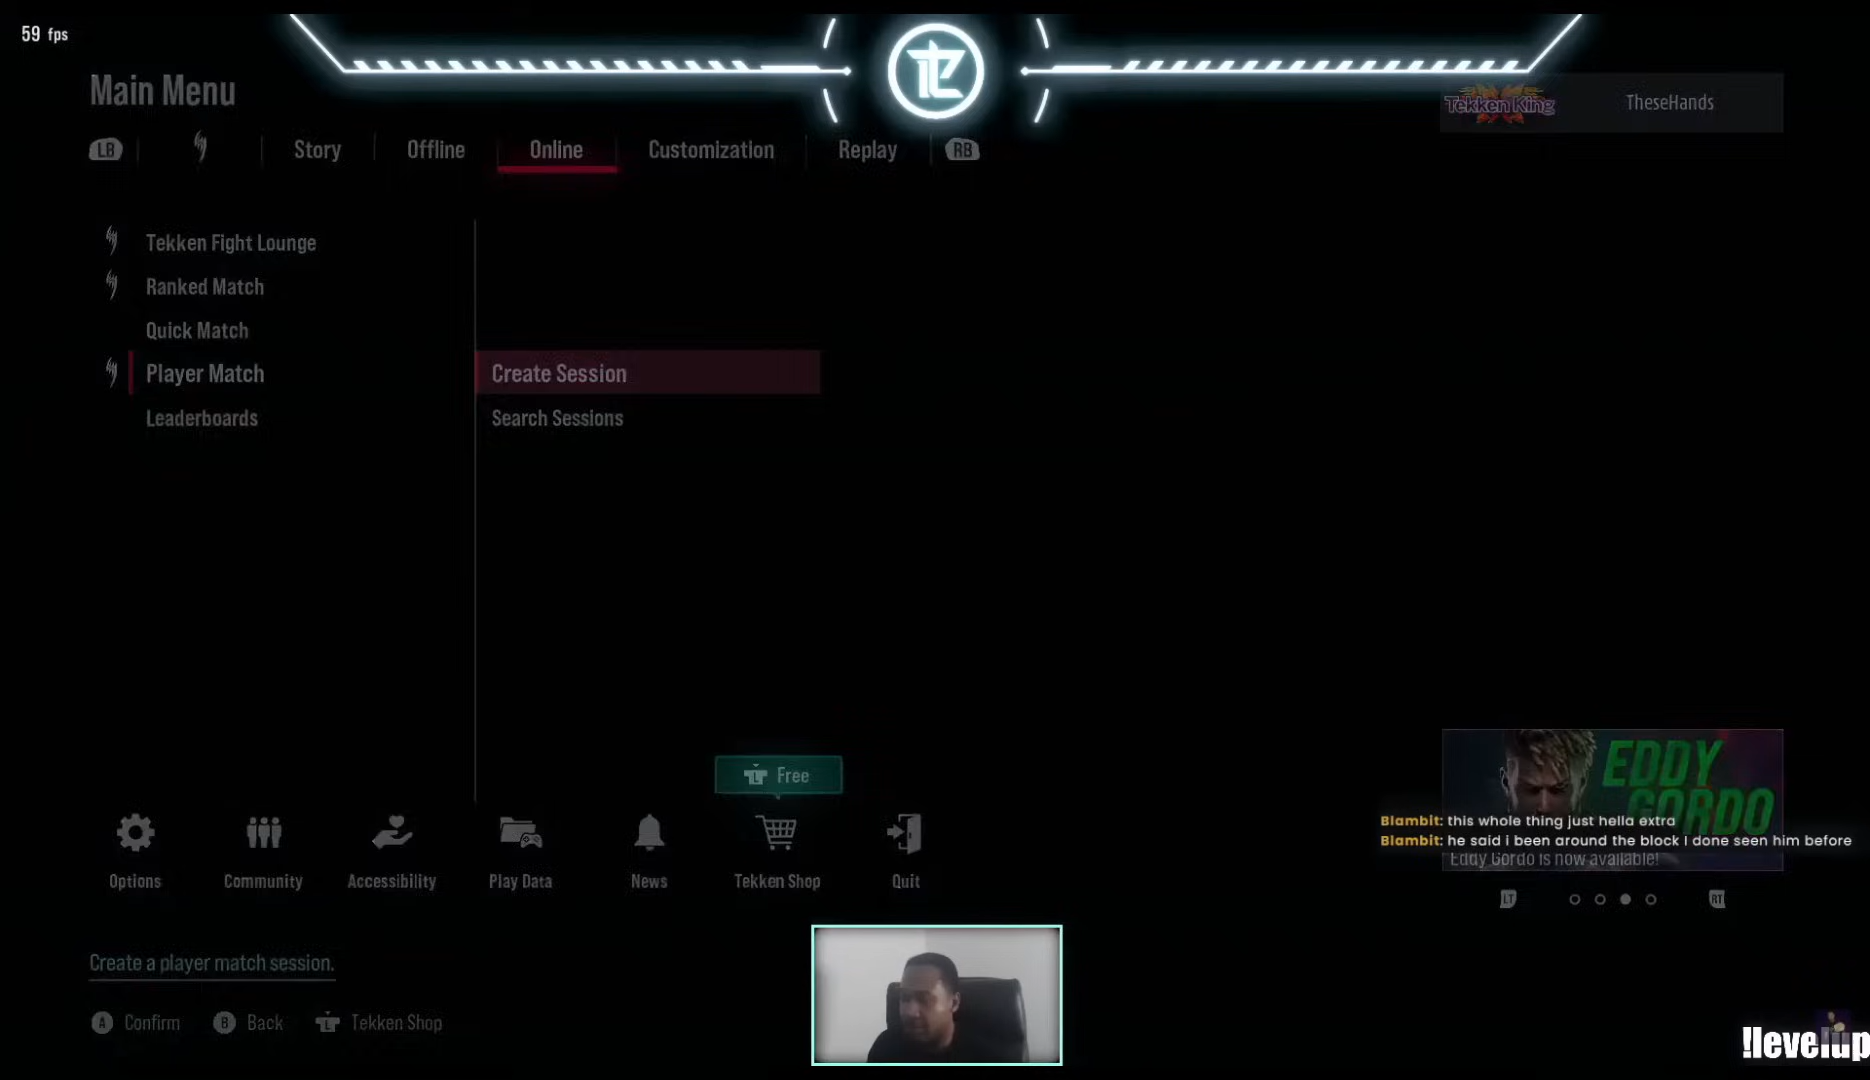 59 fps
Main Menu
Tekken King
TheseHands
LB
Story
Offline
Online
Customization
Replay
RB
Tekken Fight Lounge
Ranked Match
Quick Match
Player Match
Leaderboards
Create Session
Search Sessions
Free
EDDY
GORDO
Blambit: this whole thing just hella extra
Blambit: he said i been around the block i done seen him before
Eddy Gordo is now available!
Options
Community
Accessibility
Play Data
News
Tekken Shop
Quit
LT
RT
Create a player match session.
A Confirm
B Back
L Tekken Shop
!levelup